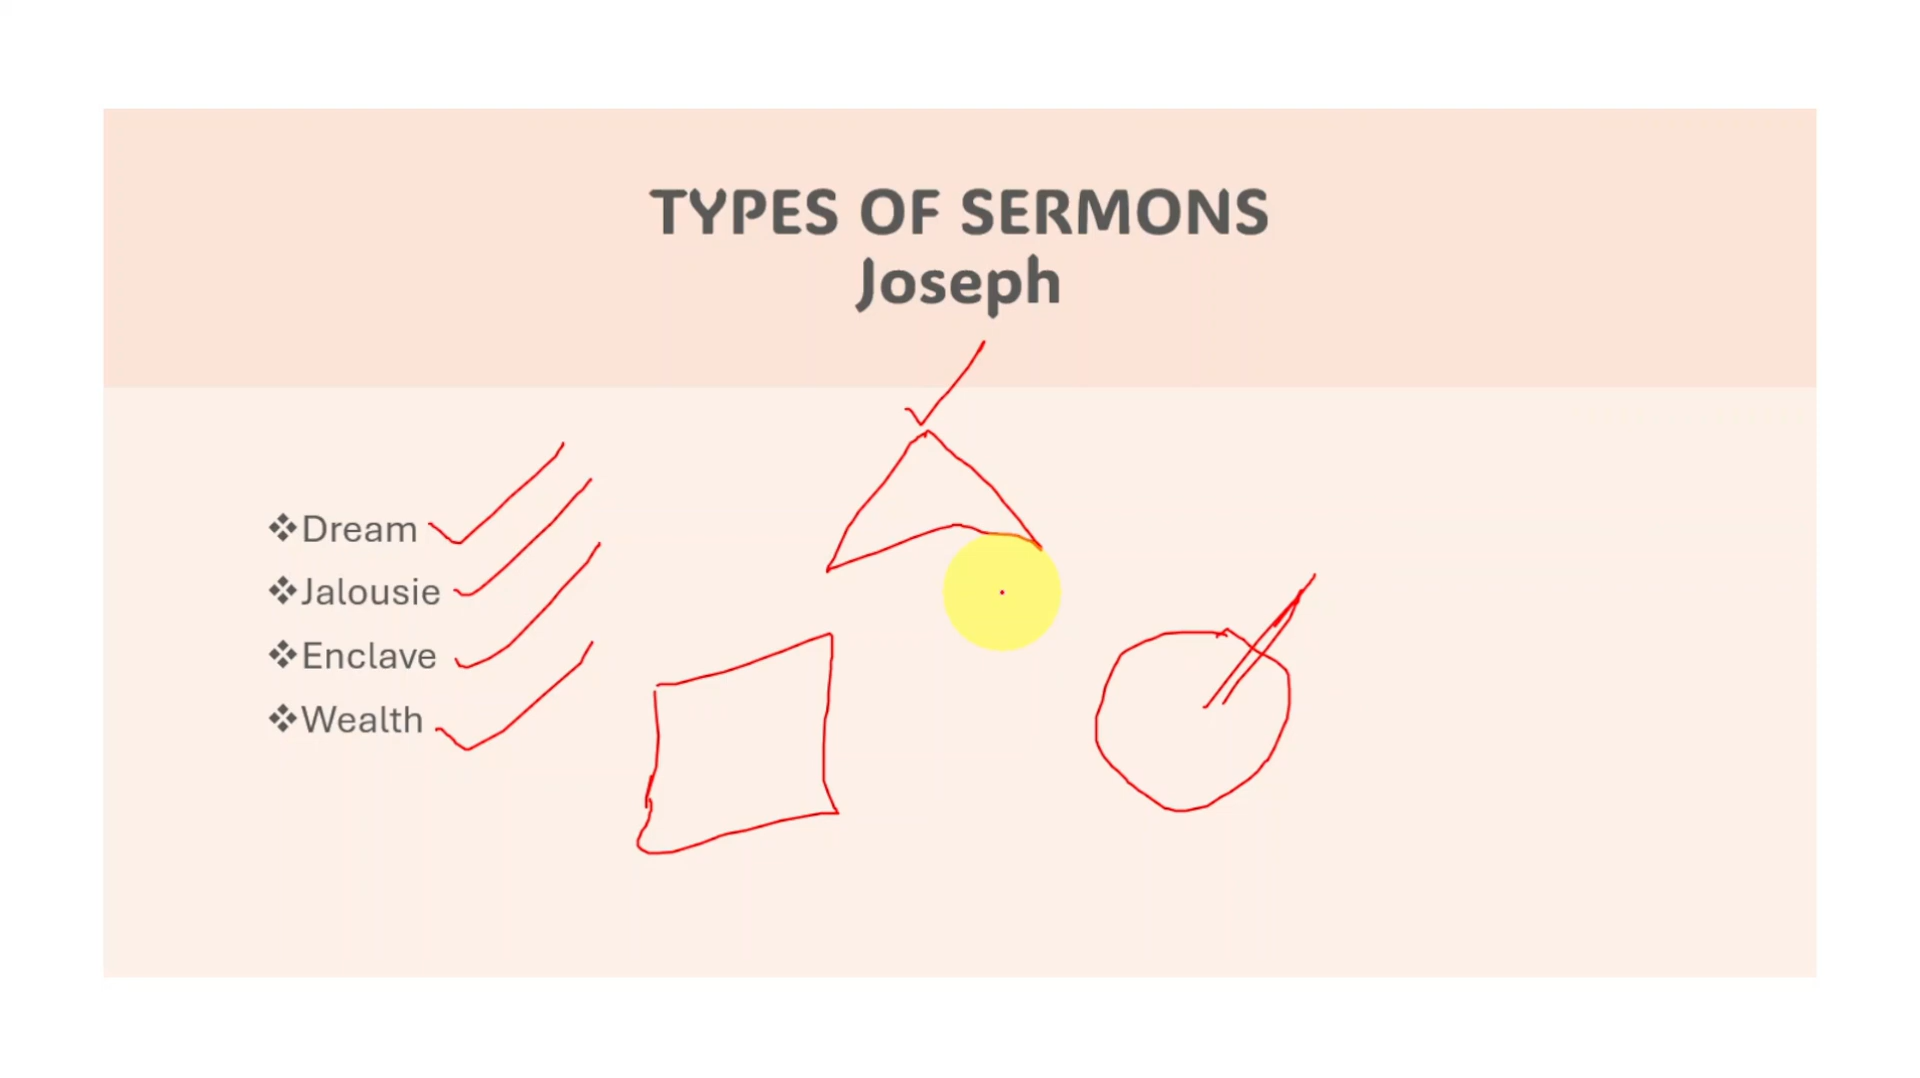 TYPES OF SERMONS
Joseph
❖Dream
❖Jalousie
❖Enclave
❖Wealth